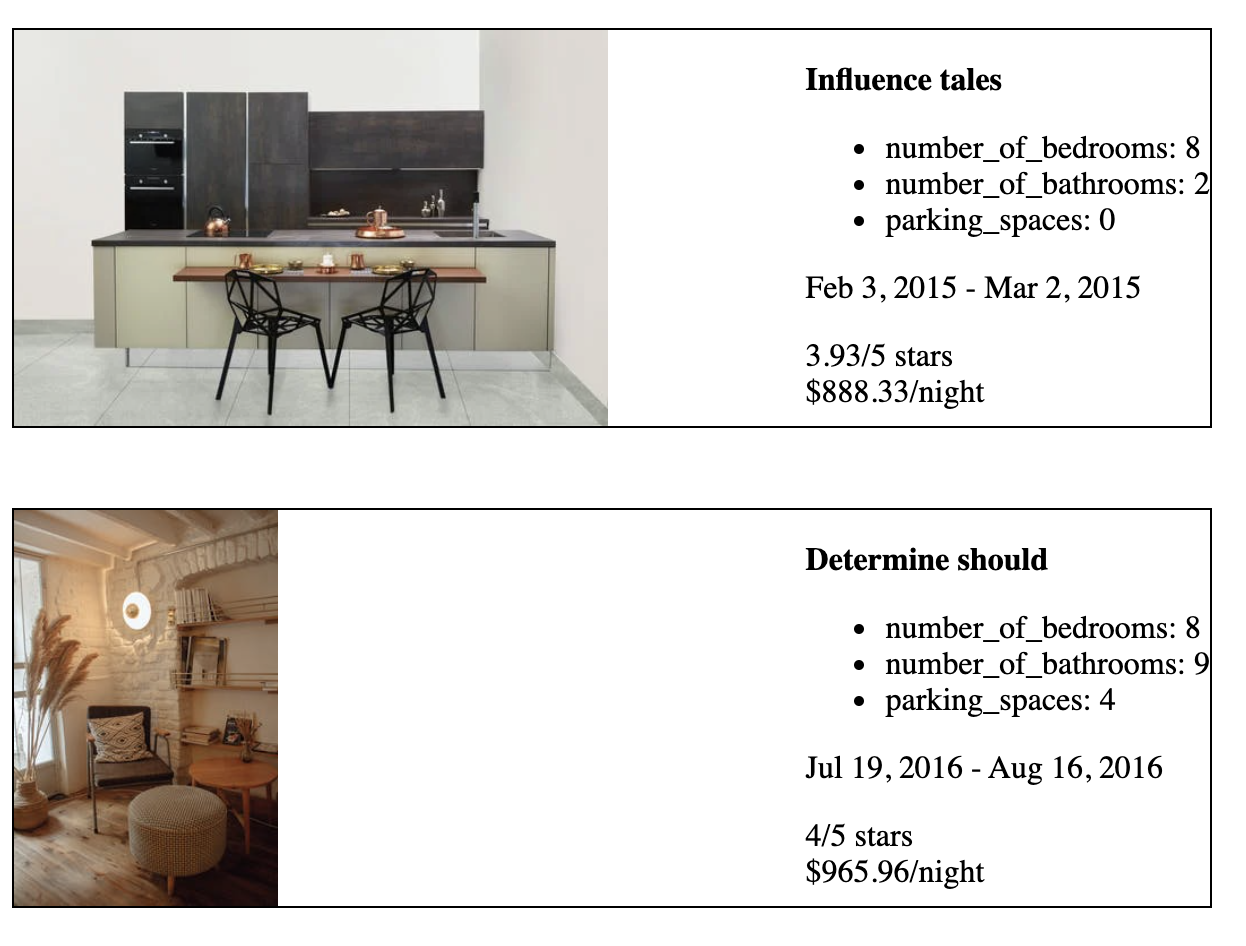 Influence tales
number_of_bedrooms: 8
number_of_bathrooms: 2
parking_spaces: 0
Feb 3, 2015 - Mar 2, 2015
3.93/5 stars
$888.33/night
Determine should
number_of_bedrooms: 8
number_of_bathrooms: 9
parking_spaces: 4
Jul 19, 2016 - Aug 16, 2016
4/5 stars
$965.96/night